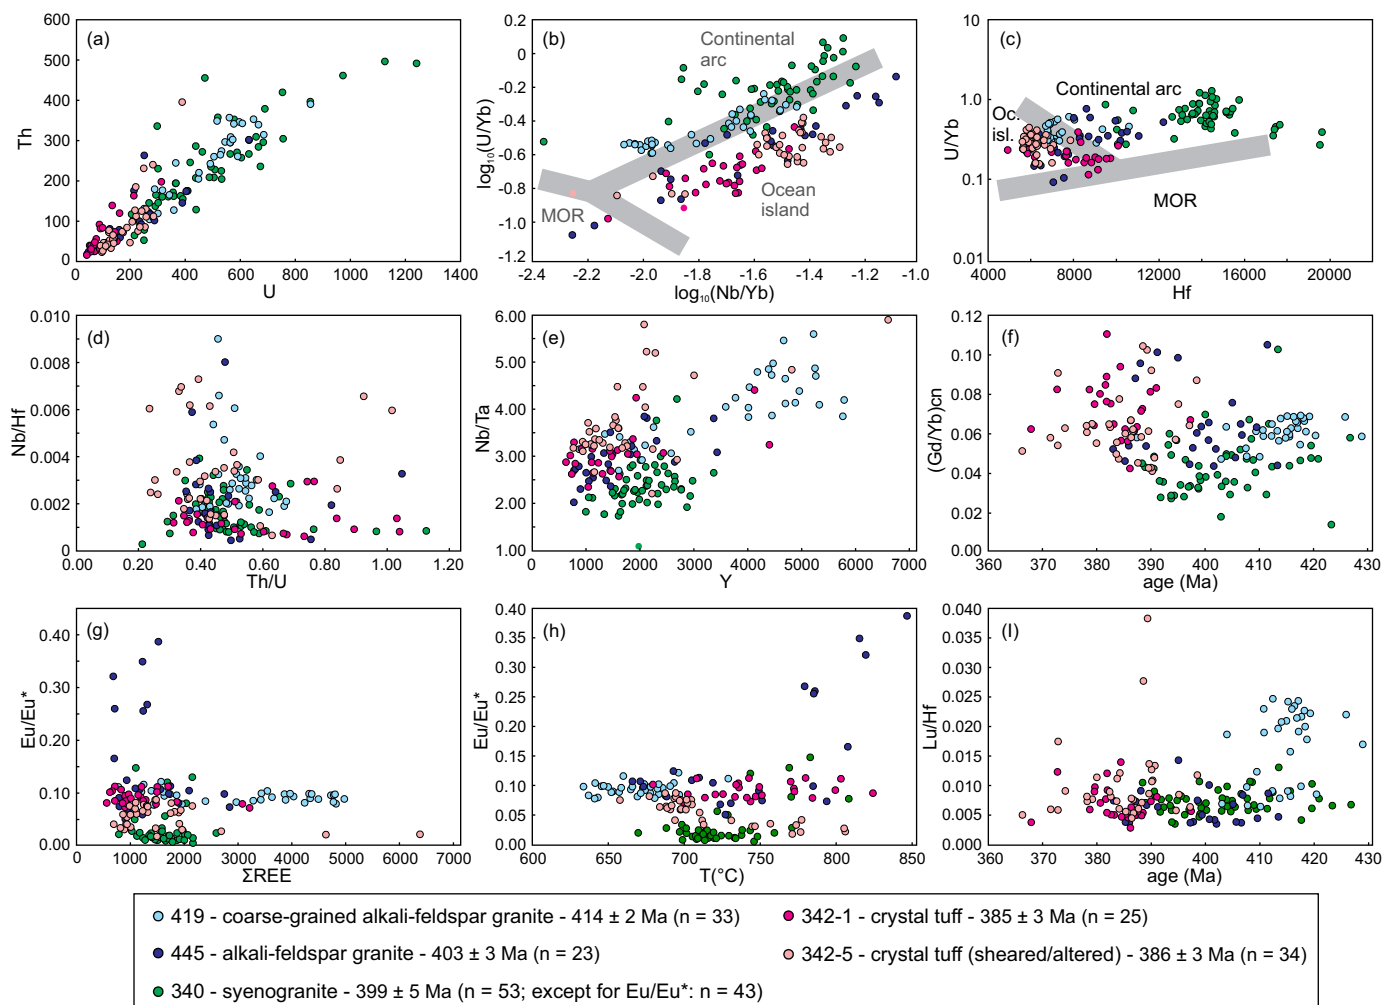 (a)
Th
600
500
400
300
200
100
0
0 200 400 600 800 1000 1200 1400
U
(b)
Continental
arc
Ocean
island
MOR
log₁₀(U/Yb)
0.2
0
-0.2
-0.4
-0.6
-0.8
-1.0
-1.2
-2.4 -2.2 -2.0 -1.8 -1.6 -1.4 -1.2 -1.0
log₁₀(Nb/Yb)
(c)
Continental arc
Oc.
isl.
MOR
U/Yb
10
1.0
0.1
0.01
4000 8000 12000 16000 20000
Hf
(d)
Nb/Hf
0.010
0.008
0.006
0.004
0.002
0
0.00 0.20 0.40 0.60 0.80 1.00 1.20
Th/U
(e)
Nb/Ta
6.00
5.00
4.00
3.00
2.00
1.00
0 1000 2000 3000 4000 5000 6000 7000
Y
(f)
(Gd/Yb)cn
0.12
0.10
0.08
0.06
0.04
0.02
0.00
360 370 380 390 400 410 420 430
age (Ma)
(g)
Eu/Eu*
0.40
0.30
0.20
0.10
0.00
0 1000 2000 3000 4000 5000 6000 7000
ΣREE
(h)
Eu/Eu*
0.40
0.35
0.30
0.25
0.20
0.15
0.10
0.05
0.00
600 650 700 750 800 850
T(°C)
(I)
Lu/Hf
0.040
0.035
0.030
0.025
0.020
0.010
0.010
0.005
0.000
360 370 380 390 400 410 420 430
age (Ma)
419 - coarse-grained alkali-feldspar granite - 414 ± 2 Ma (n = 33)
445 - alkali-feldspar granite - 403 ± 3 Ma (n = 23)
340 - syenogranite - 399 ± 5 Ma (n = 53; except for Eu/Eu*: n = 43)
342-1 - crystal tuff - 385 ± 3 Ma (n = 25)
342-5 - crystal tuff (sheared/altered) - 386 ± 3 Ma (n = 34)